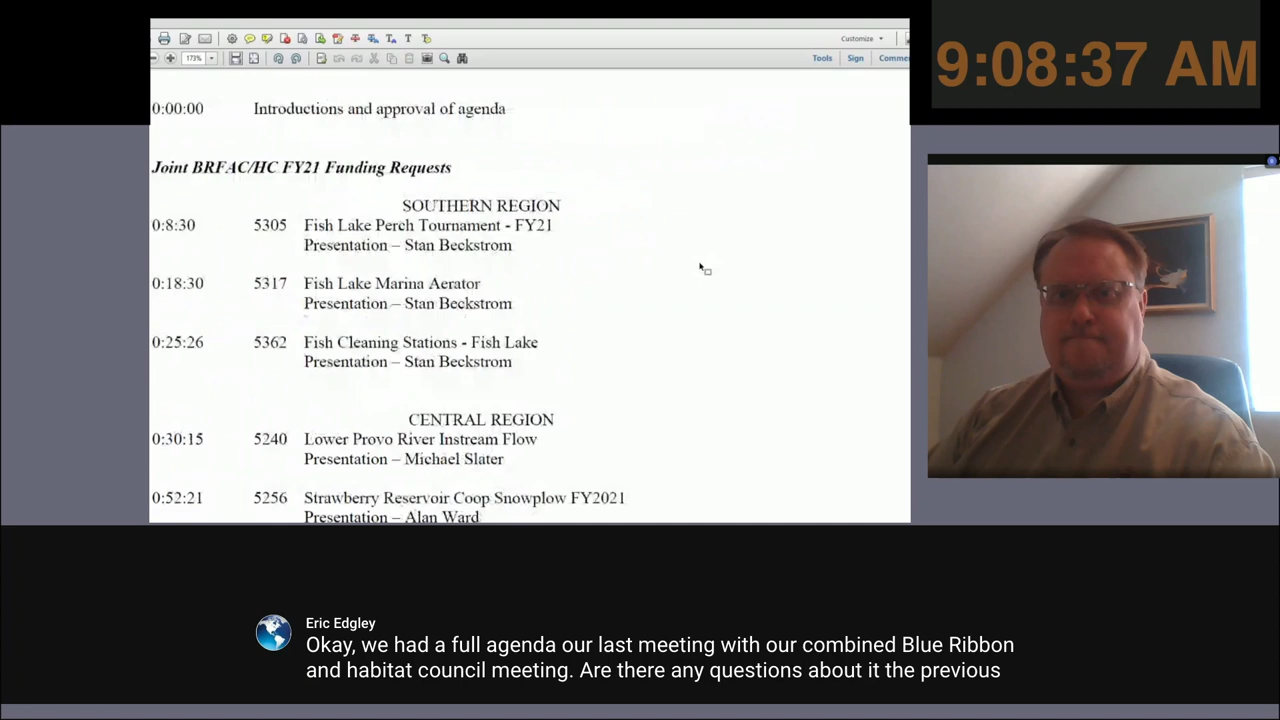 9:08:37 AM
Customize
173%
Tools Sign Comme
0:00:00 Introductions and approval of agenda
Joint BRFAC/HC FY21 Funding Requests
SOUTHERN REGION
0:8:30 5305 Fish Lake Perch Tournament - FY21
Presentation – Stan Beckstrom
0:18:30 5317 Fish Lake Marina Aerator
Presentation – Stan Beckstrom
0:25:26 5362 Fish Cleaning Stations - Fish Lake
Presentation – Stan Beckstrom
CENTRAL REGION
0:30:15 5240 Lower Provo River Instream Flow
Presentation – Michael Slater
0:52:21 5256 Strawberry Reservoir Coop Snowplow FY2021
Presentation – Alan Ward
Eric Edgley
Okay, we had a full agenda our last meeting with our combined Blue Ribbon
and habitat council meeting. Are there any questions about it the previous